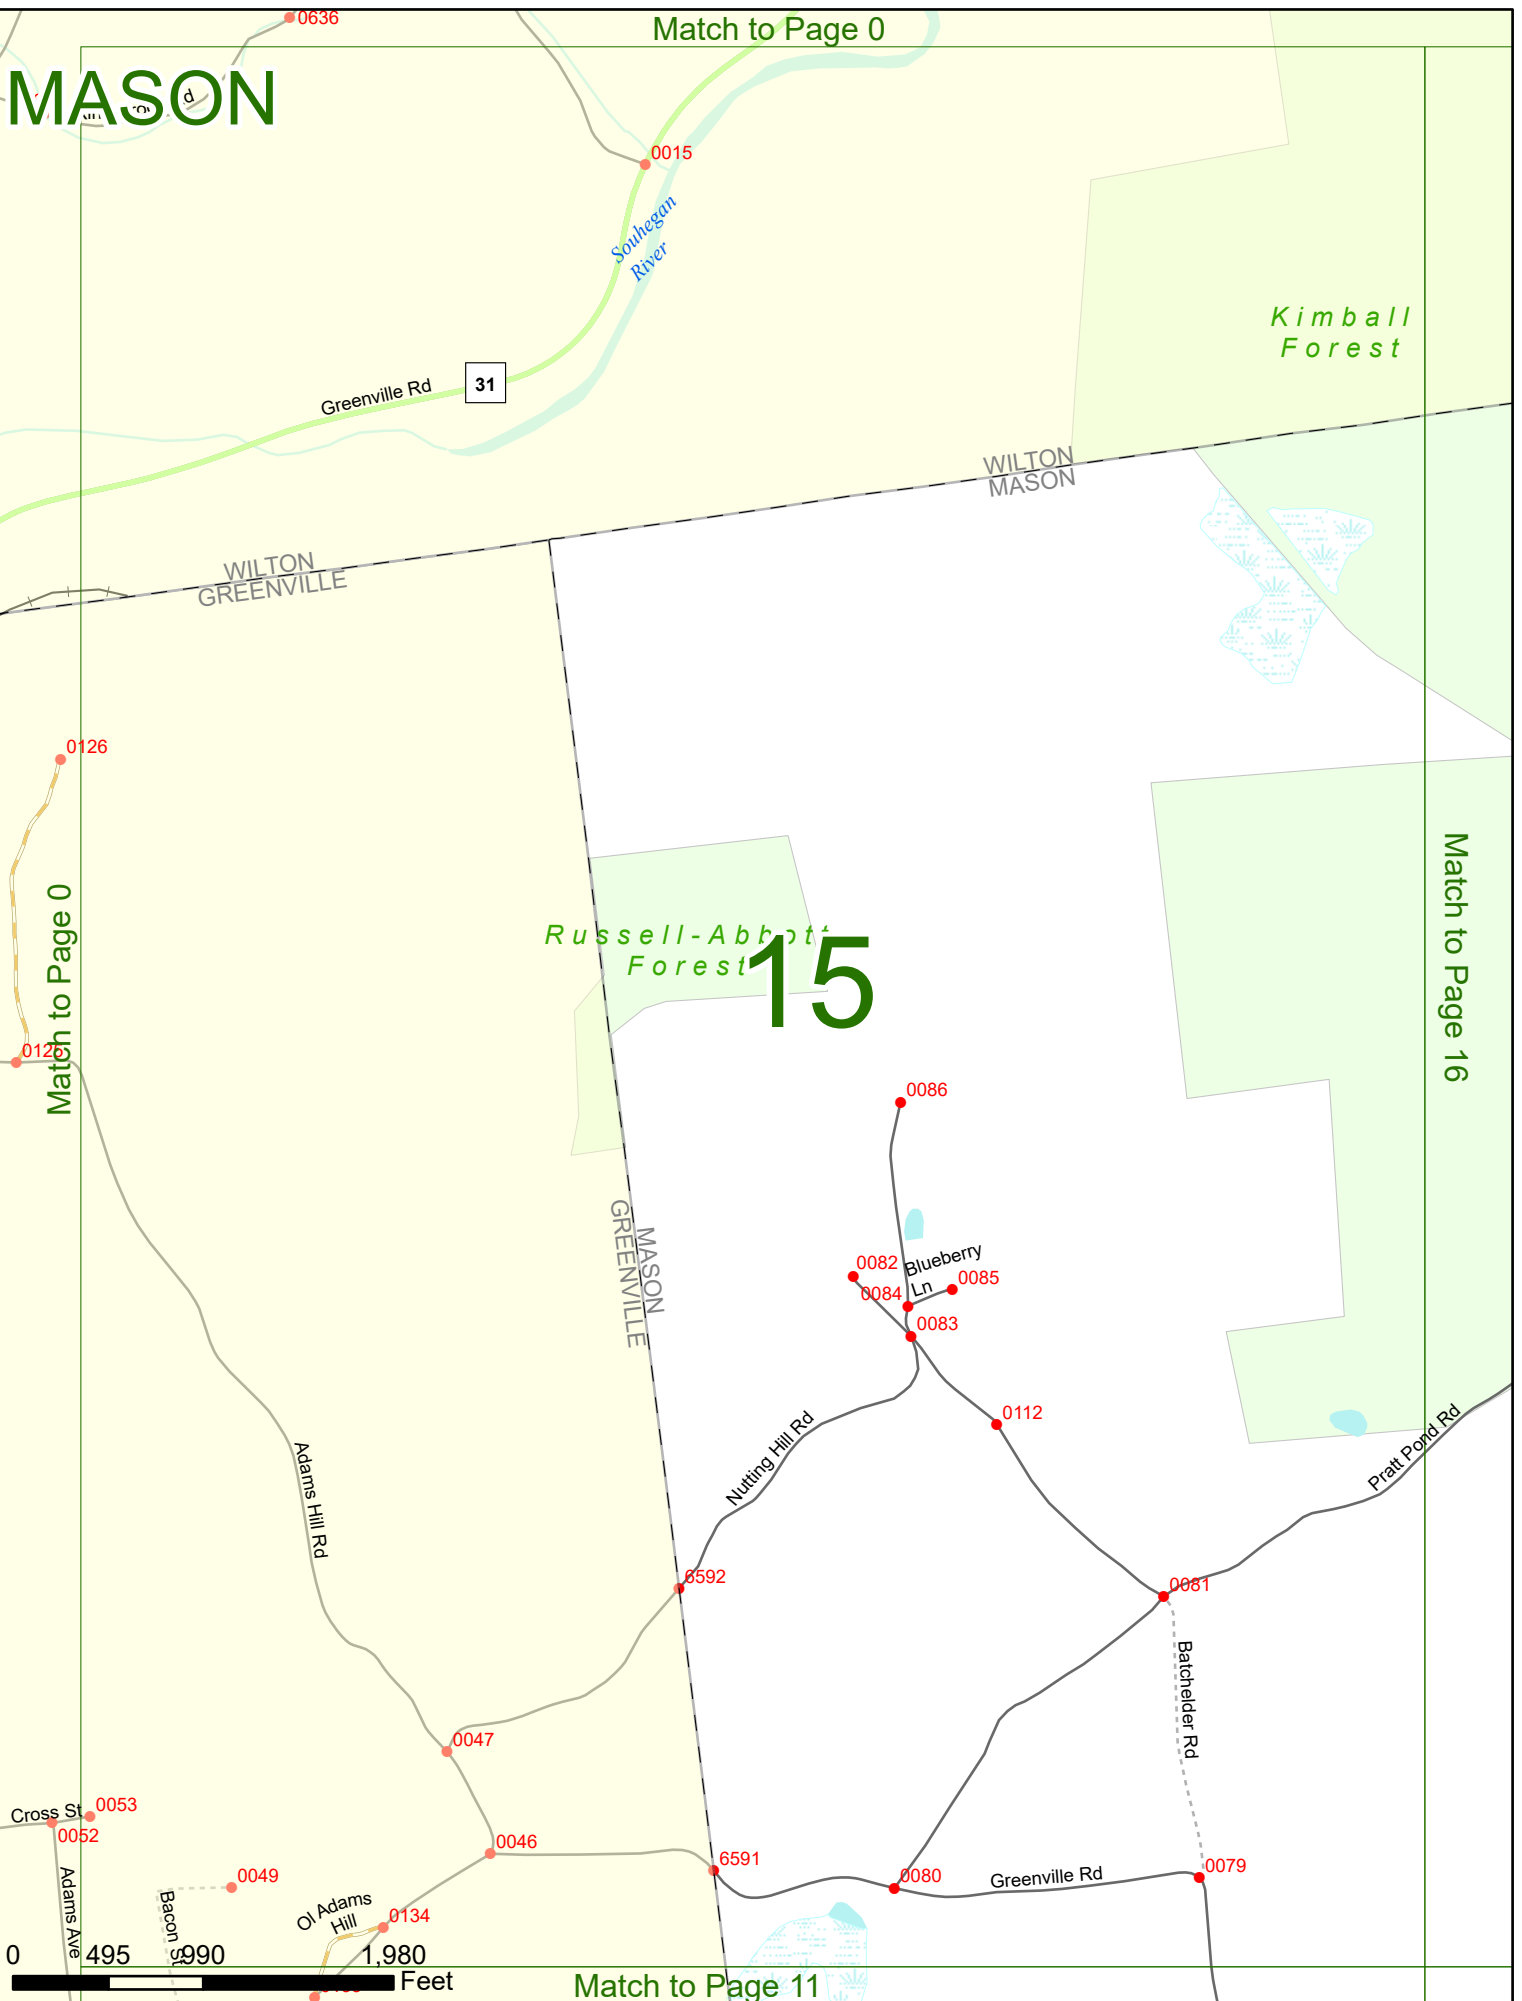 0636
Match to Page 0
MASON
0015
Souhegan
River
Kimball
Forest
31
Greenville Rd
WILTON
MASON
WILTON
GREENVILLE
0126
Match to Page 0
Match to Page 16
Russell-Abbott
Forest
15
0086
MASON
GREENVILLE
Blueberry
Ln
0082
0085
0084
0083
0112
Nutting Hill Rd
Pratt Pond Rd
Adams Hill Rd
6592
0081
Batchelder Rd
0047
0053
Cross St
0052
0046
6591
0079
0080
Greenville Rd
0049
Adams Ave
Bacon St
Ol Adams
Hill
0134
0 495 990 1,980
Feet
Match to Page 11